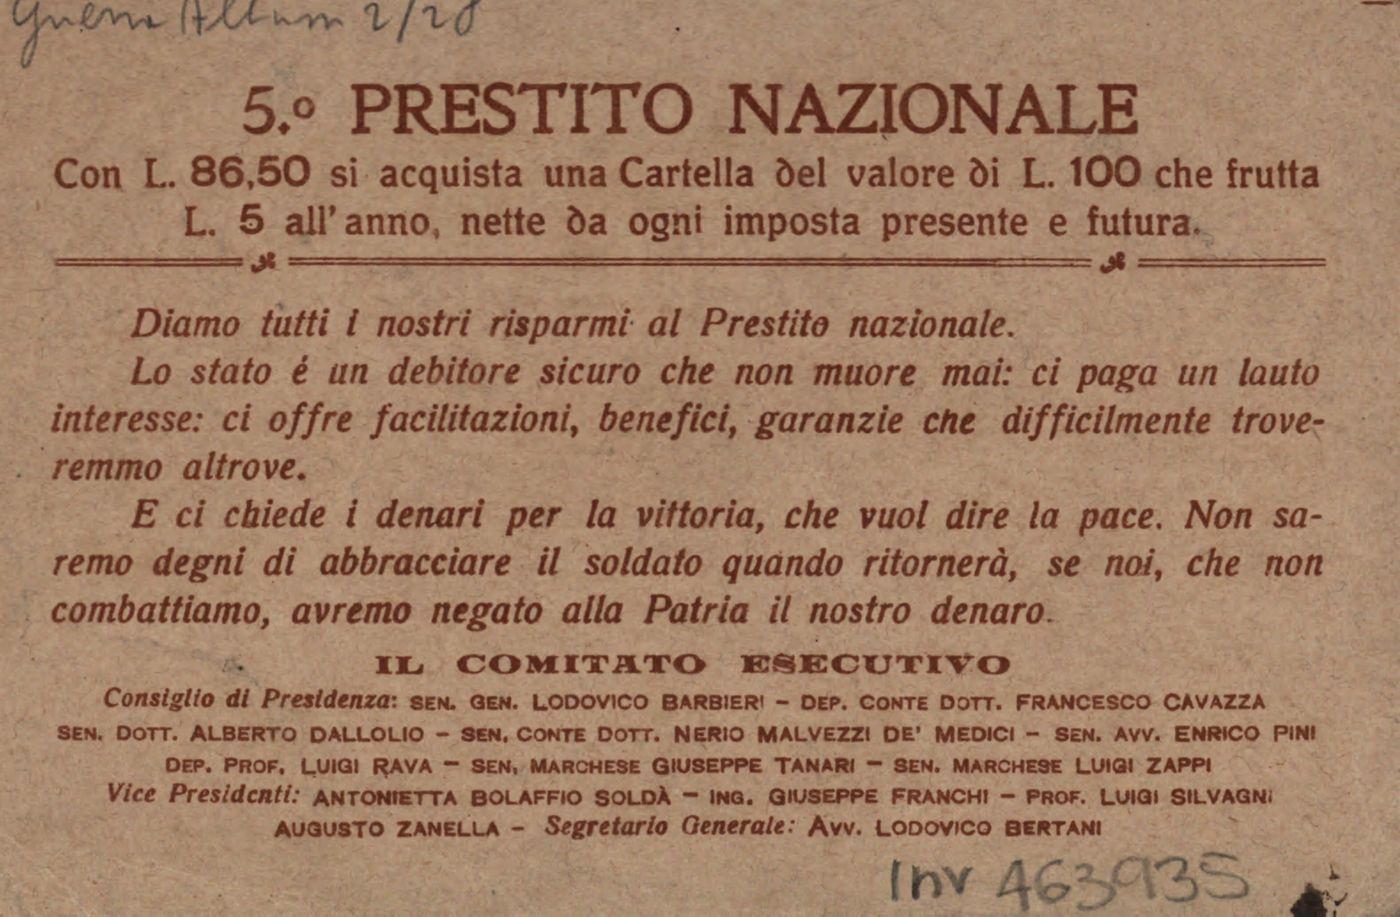 Guerra Album 2/28
5.º PRESTITO NAZIONALE
Con L. 86,50 si acquista una Cartella del valore di L. 100 che frutta
L. 5 all' anno, nette da ogni imposta presente e futura.
Diamo tutti i nostri risparmi al Prestito nazionale.
Lo stato é un debitore sicuro che non muore mai: ci paga un lauto
interesse: ci offre facilitazioni, benefici, garanzie che difficilmente trove-
remmo altrove.
E ci chiede i denari per la vittoria, che vuol dire la pace. Non sa-
remo degni di abbracciare il soldato quando ritornerà, se noi, che non
combattiamo, avremo negato alla Patria il nostro denaro.
IL COMITATO ESECUTIVO
Consiglio di Presidenza: SEN. GEN. LODOVICO BARBIERI – DEP. CONTE DOTT. FRANCESCO CAVAZZA
SEN. DOTT. ALBERTO DALLOLIO – SEN. CONTE DOTT. NERIO MALVEZZI DE' MEDICI – SEN. AVV. ENRICO PINI
DEP. PROF. LUIGI RAVA – SEN. MARCHESE GIUSEPPE TANARI – SEN. MARCHESE LUIGI ZAPPI
Vice Presidenti: ANTONIETTA BOLAFFIO SOLDÀ – ING. GIUSEPPE FRANCHI – PROF. LUIGI SILVAGNI
AUGUSTO ZANELLA – Segretario Generale: AVV. LODOVICO BERTANI
Inv 463935